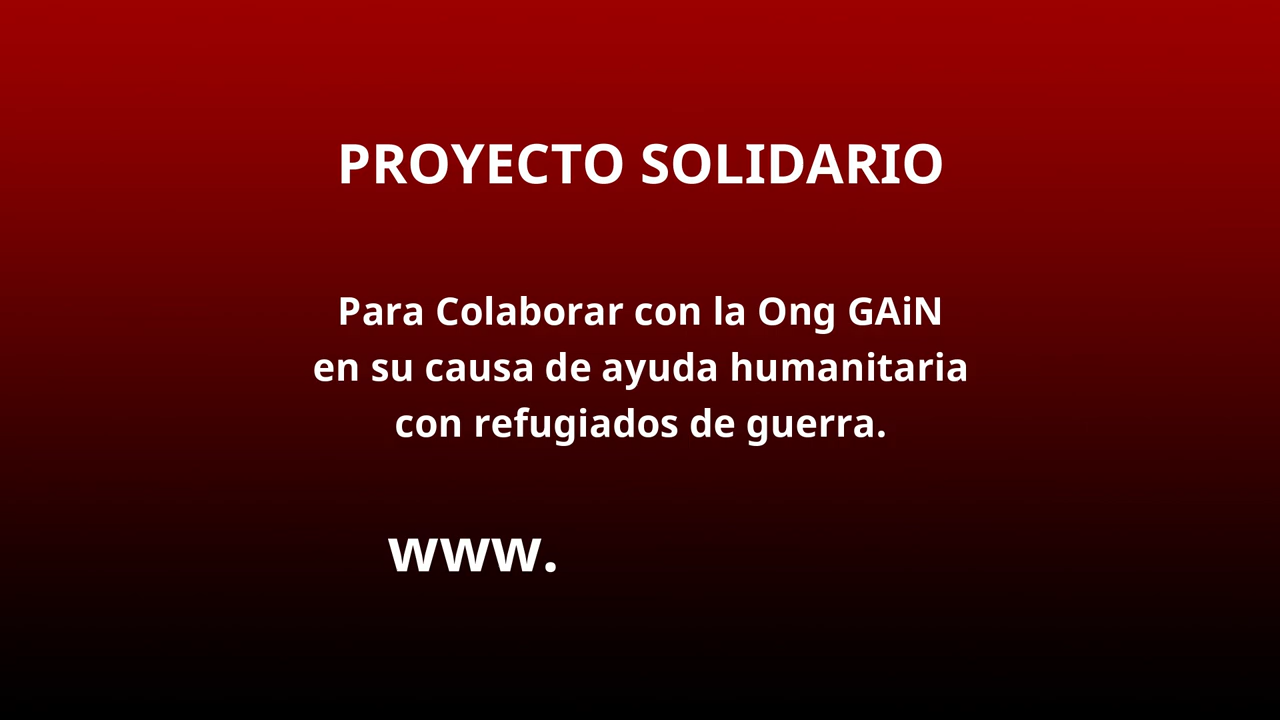 PROYECTO SOLIDARIO
Para Colaborar con la Ong GAiN
en su causa de ayuda humanitaria
con refugiados de guerra.
www.